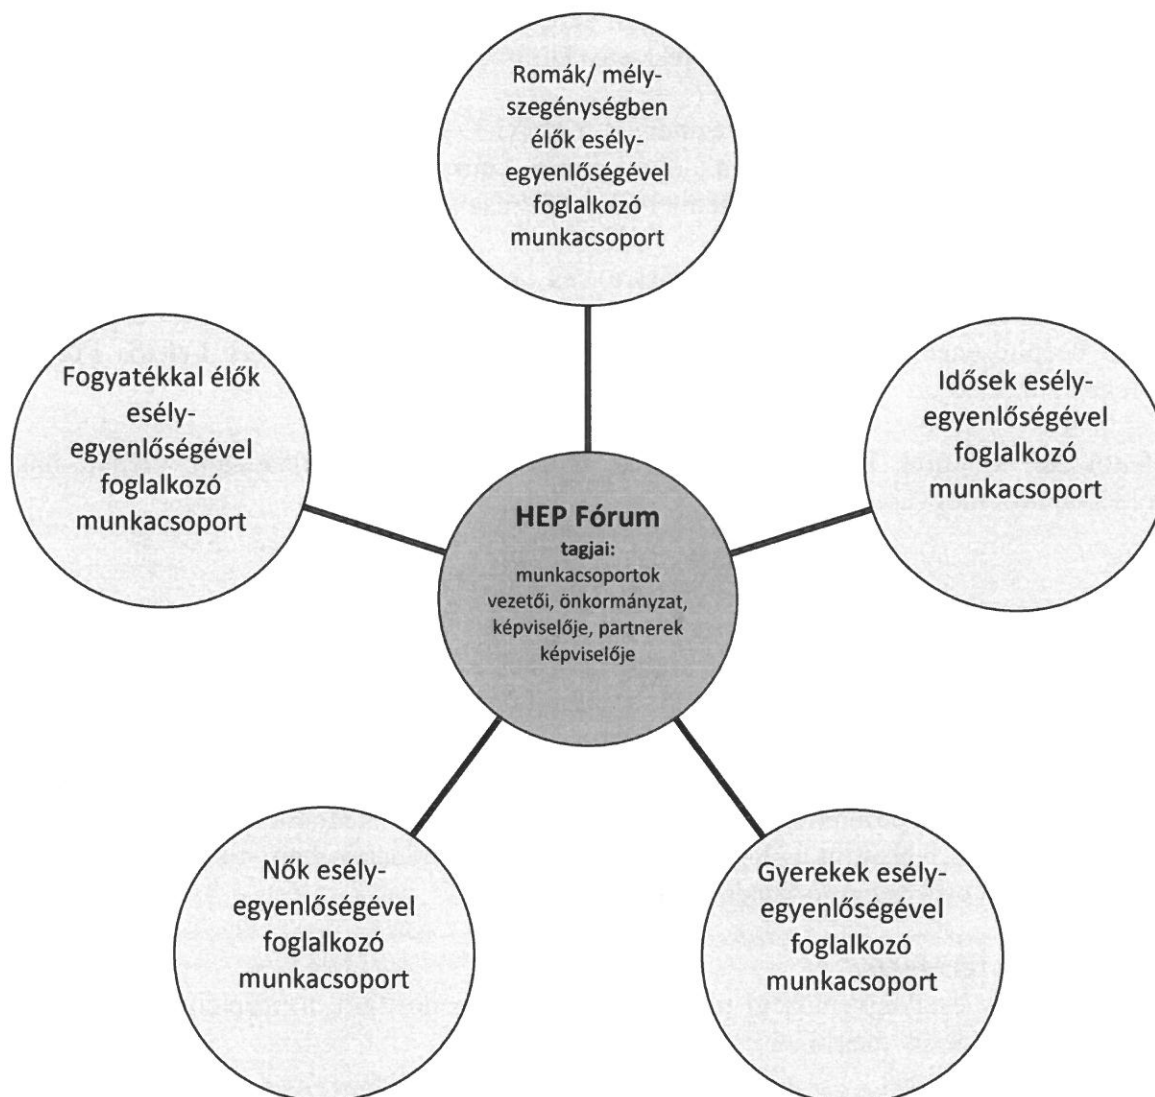 Romák/ mély-
szegénységben
élők esély-
egyenlőségével
foglalkozó
munkacsoport
Fogyatékkal élők
esély-
egyenlőségével
foglalkozó
munkacsoport
Idősek esély-
egyenlőségével
foglalkozó
munkacsoport
HEP Fórum
tagjai:
munkacsoportok
vezetői, önkormányzat,
képviselője, partnerek
képviselője
Nők esély-
egyenlőségével
foglalkozó
munkacsoport
Gyerekek esély-
egyenlőségével
foglalkozó
munkacsoport